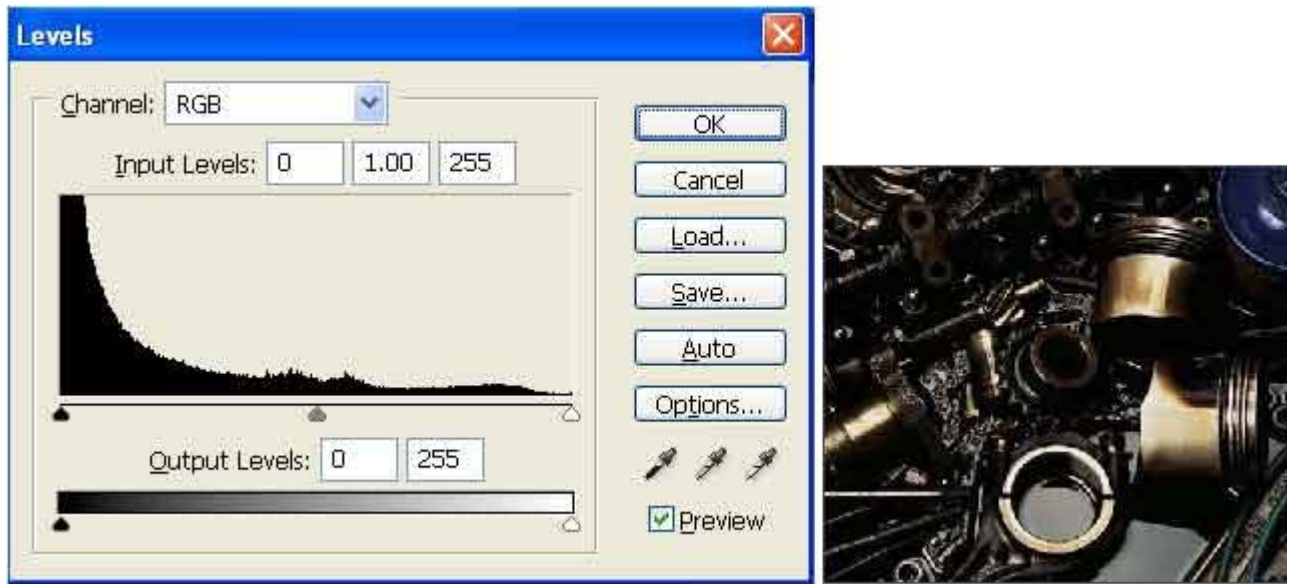 Levels
Channel: RGB
Input Levels: 0 1.00 255
Output Levels: 0 255
OK
Cancel
Load...
Save...
Auto
Options...
Preview